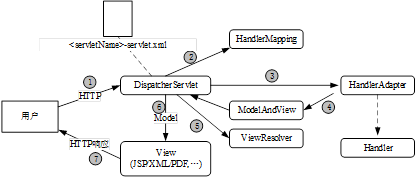 <servletName>-servlet.xml
② HandlerMapping
① ③
DispatcherServlet HandlerAdapter
HTTP ⑥
ModelAndView ④
用户 Model ⑤
HTTP响应 ViewResolver
⑦ View Handler
(JSP/XML/PDF,…)